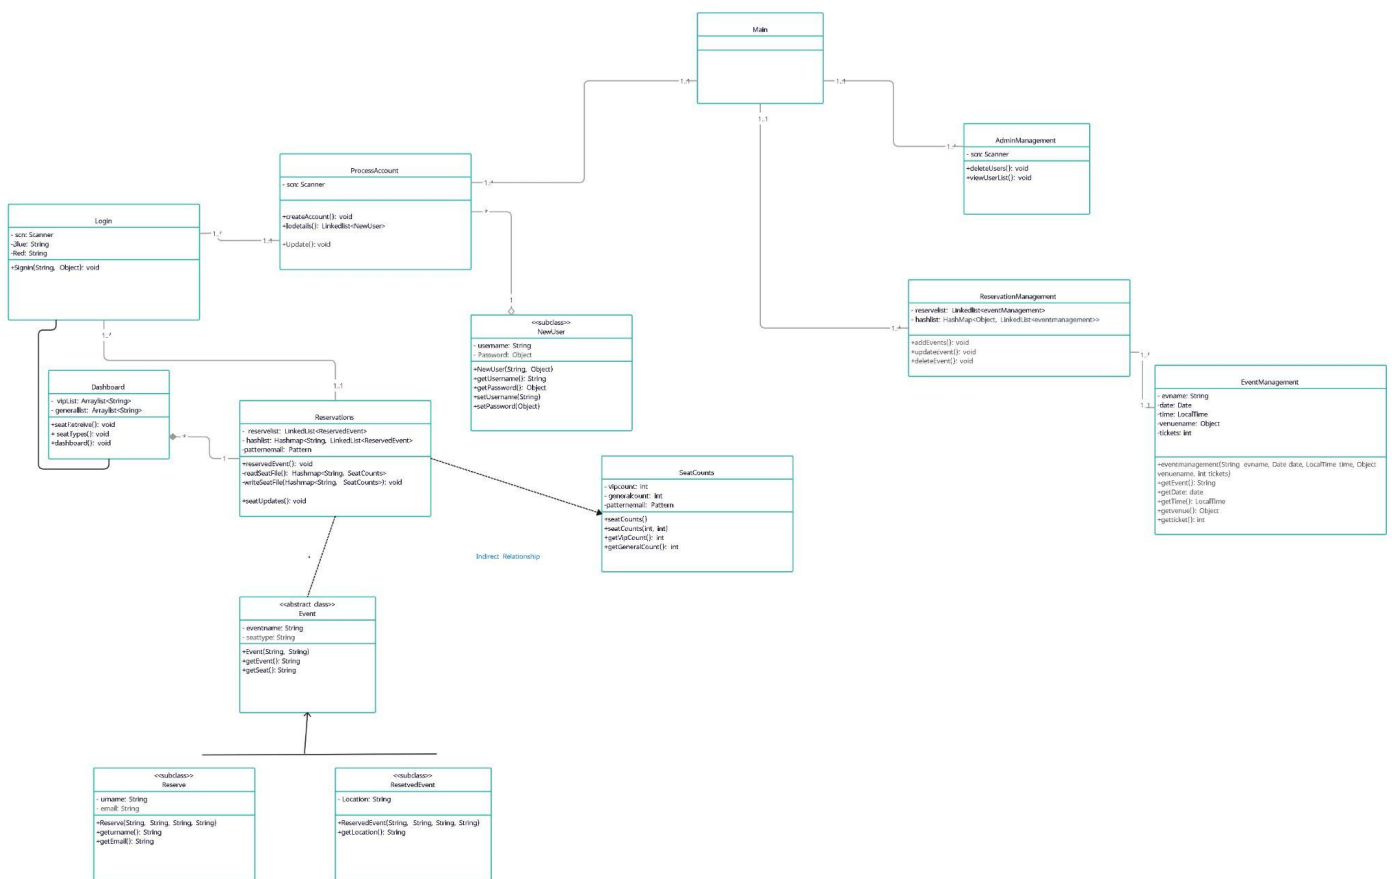 Main
1..1
1..1
1..1
AdminManagement
- scn: Scanner
+deleteUsers(): void
+viewUserList(): void
1..*
ProcessAccount
- scn: Scanner
+createAccount(): void
+lodetails(): Linkedlist<NewUser>
+Update(): void
1..*
*
1
Login
- scn: Scanner
-Blue: String
-Red: String
+Signin(String, Object): void
1..*
1..*
1..1
<<subclass>>
NewUser
- username: String
- Password: Object
+NewUser(String, Object)
+getUsername(): String
+getPassword(): Object
+setUsername(String)
+setPassword(Object)
ReservationManagement
- reservelist: Linkedlist<eventManagement>
- hashlist: HashMap<Object, LinkedList<eventmanagement>>
+addEvents(): void
+updateEvent(): void
+deleteEvent(): void
1..*
1..*
EventManagement
- evname: String
-date: Date
-time: LocalTime
-venuename: Object
-tickets: int
+eventmanagement(String evname, Date date, LocalTime time, Object
venuename, int tickets)
+getEvent(): String
+getDate: date
+getTime(): LocalTime
+getvenue(): Object
+getticket(): int
Dashboard
- vipList: Arraylist<String>
- generallist: Arraylist<String>
+seatRetreive(): void
+ seatTypes(): void
+dashboard(): void
*
1
Reservations
- reservelist: LinkedList<ReservedEvent>
- hashlist: Hashmap<String, LinkedList<ReservedEvent>
-patternemail: Pattern
+reservedEvent(): void
-readSeatFile(): Hashmap<String, SeatCounts>
-writeSeatFile(Hashmap<String, SeatCounts>): void
+seatUpdates(): void
SeatCounts
- vipcount: int
- generalcount: int
-patternemail: Pattern
+seatCounts()
+seatCounts(int, int)
+getVipCount(): int
+getGeneralCount(): int
Indirect Relationship
<<abstract class>>
Event
- eventname: String
- seattype: String
+Event(String, String)
+getEvent(): String
+getSeat(): String
<<subclass>>
Reserve
- urname: String
- email: String
+Reserve(String, String, String, String)
+geturname(): String
+getEmail(): String
<<subclass>>
ResetvedEvent
- Location: String
+ReservedEvent(String, String, String, String)
+getLocation(): String